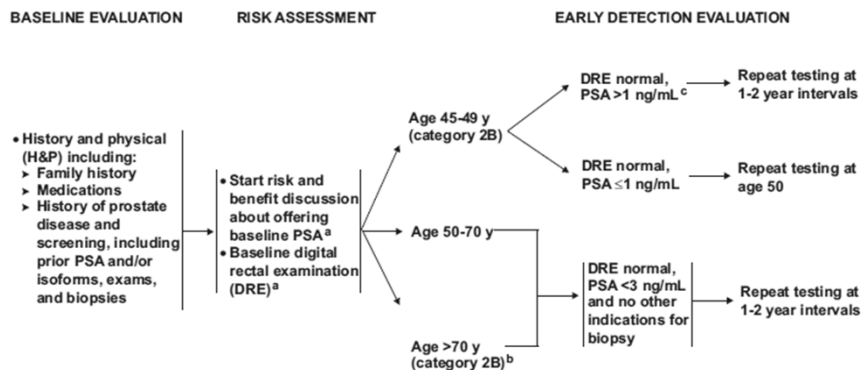 BASELINE EVALUATION
RISK ASSESSMENT
EARLY DETECTION EVALUATION
• History and physical
(H&P) including:
➤ Family history
➤ Medications
➤ History of prostate
disease and
screening, including
prior PSA and/or
isoforms, exams,
and biopsies
• Start risk and
benefit discussion
about offering
baseline PSAᵃ
• Baseline digital
rectal examination
(DRE)ᵃ
Age 45-49 y
(category 2B)
DRE normal,
PSA >1 ng/mLᶜ
Repeat testing at
1-2 year intervals
DRE normal,
PSA ≤1 ng/mL
Repeat testing at
age 50
Age 50-70 y
Age >70 y
(category 2B)ᵇ
DRE normal,
PSA <3 ng/mL
and no other
indications for
biopsy
Repeat testing at
1-2 year intervals